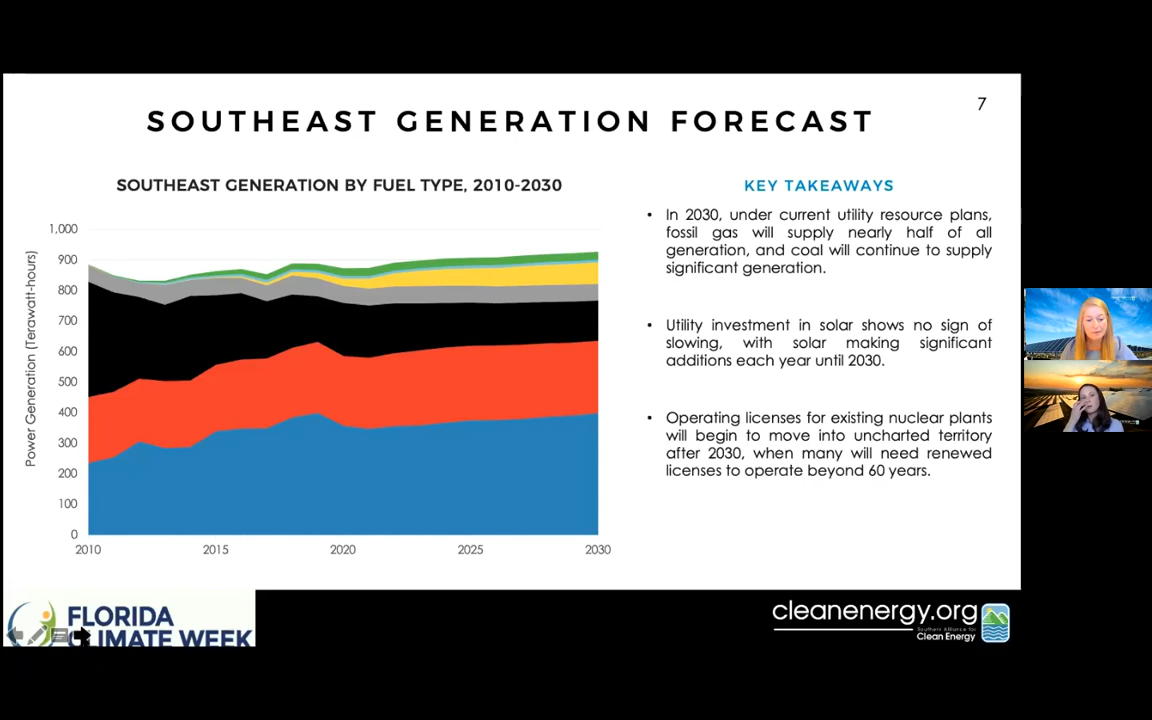 7
SOUTHEAST GENERATION FORECAST
SOUTHEAST GENERATION BY FUEL TYPE, 2010-2030
Power Generation (Terawatt-hours)
1,000
900
800
700
600
500
400
300
200
100
0
2010
2015
2020
2025
2030
KEY TAKEAWAYS
• In 2030, under current utility resource plans,
fossil gas will supply nearly half of all
generation, and coal will continue to supply
significant generation.
• Utility investment in solar shows no sign of
slowing, with solar making significant
additions each year until 2030.
• Operating licenses for existing nuclear plants
will begin to move into uncharted territory
after 2030, when many will need renewed
licenses to operate beyond 60 years.
FLORIDA
CLIMATE WEEK
cleanenergy.org
Southern Alliance for
Clean Energy